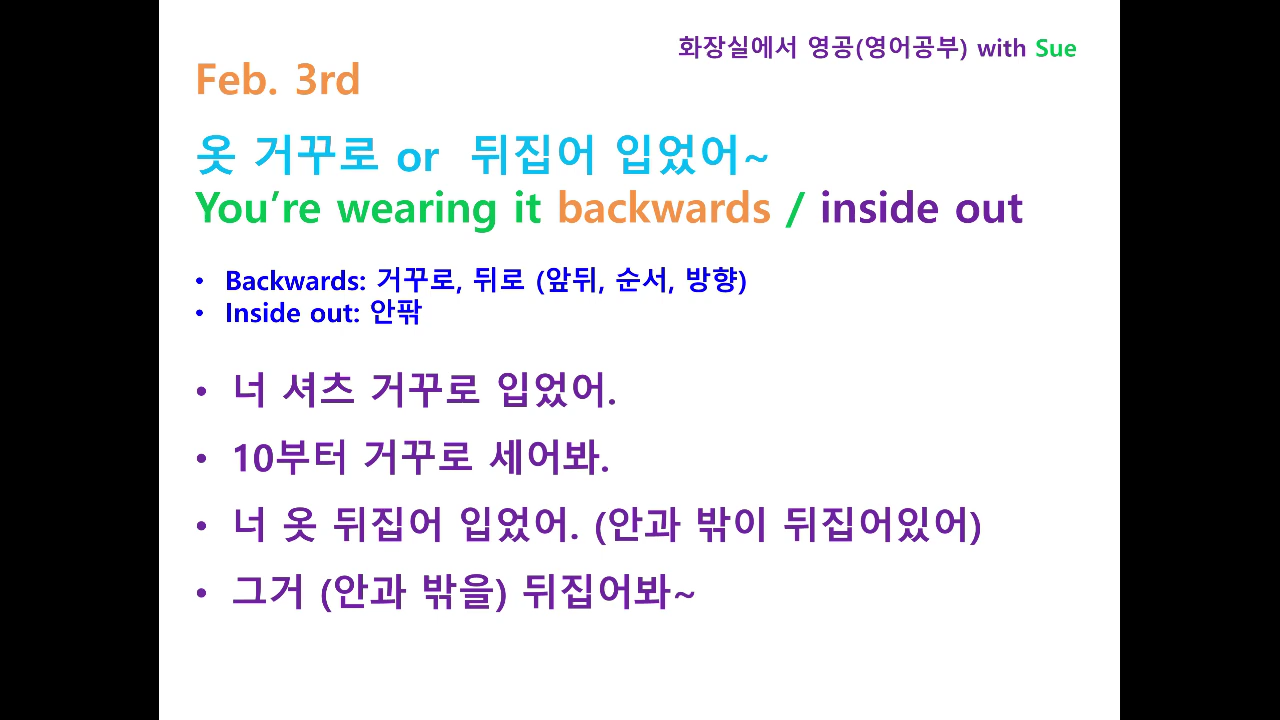 화장실에서 영공(영어공부) with Sue
Feb. 3rd
옷 거꾸로 or 뒤집어 입었어~
You're wearing it backwards / inside out
• Backwards: 거꾸로, 뒤로 (앞뒤, 순서, 방향)
• Inside out: 안팎
• 너 셔츠 거꾸로 입었어.
• 10부터 거꾸로 세어봐.
• 너 옷 뒤집어 입었어. (안과 밖이 뒤집어있어)
• 그거 (안과 밖을) 뒤집어봐~